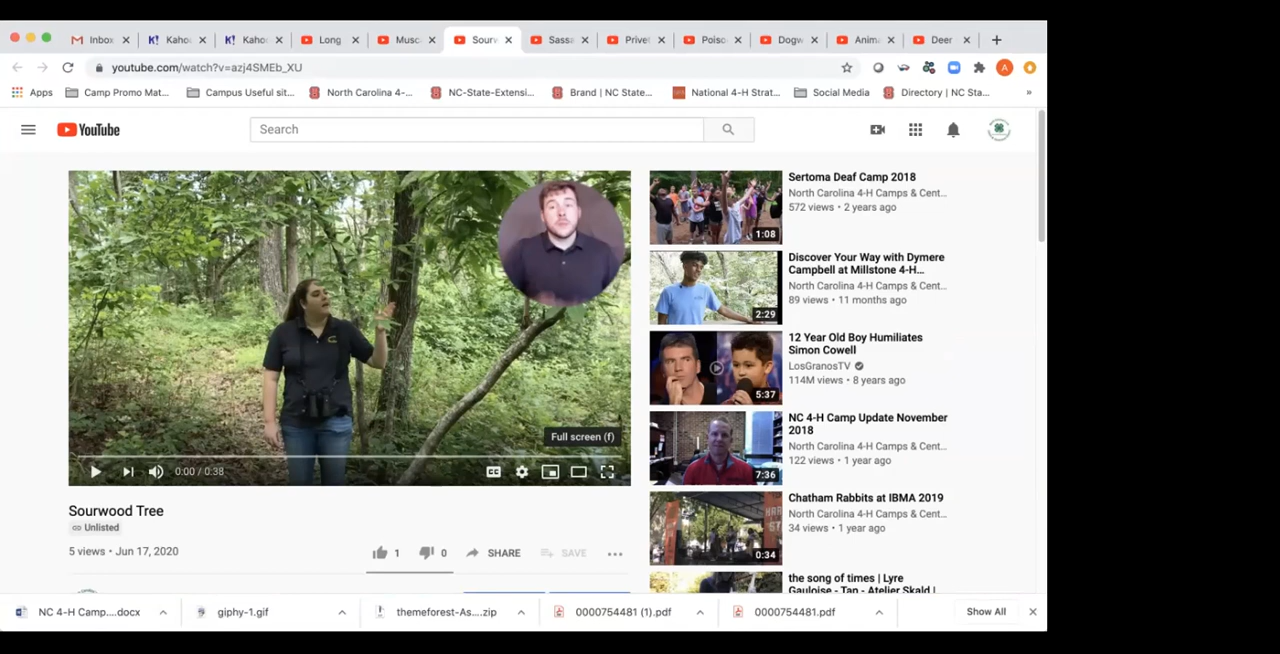 Inbox
Kaho
Kaho
Long
Musc
Sour
Sassa
Privet
Poiso
Dogw
Anima
Deer
youtube.com/watch?v=azj4SMEb_XU
A
Apps
Camp Promo Mat...
Campus Useful sit...
North Carolina 4-...
NC-State-Extensi...
Brand | NC State...
National 4-H Strat...
Social Media
Directory | NC Sta...
»
YouTube
Search
Sertoma Deaf Camp 2018
North Carolina 4-H Camps & Cent...
572 views • 2 years ago
1:08
Discover Your Way with Dymere
Campbell at Millstone 4-H...
North Carolina 4-H Camps & Cent...
89 views • 11 months ago
2:29
12 Year Old Boy Humiliates
Simon Cowell
LosGranosTV
114M views • 8 years ago
5:37
NC 4-H Camp Update November
2018
North Carolina 4-H Camps & Cent...
122 views • 1 year ago
7:36
Chatham Rabbits at IBMA 2019
North Carolina 4-H Camps & Cent...
34 views • 1 year ago
0:34
the song of times | Lyre
Gauloise - Tan - Atelier Skald |
Full screen (f)
0:00 / 0:38
CC
Sourwood Tree
Unlisted
5 views • Jun 17, 2020
1
0
SHARE
SAVE
NC 4-H Camp....docx
giphy-1.gif
themeforest-As....zip
0000754481 (1).pdf
0000754481.pdf
Show All